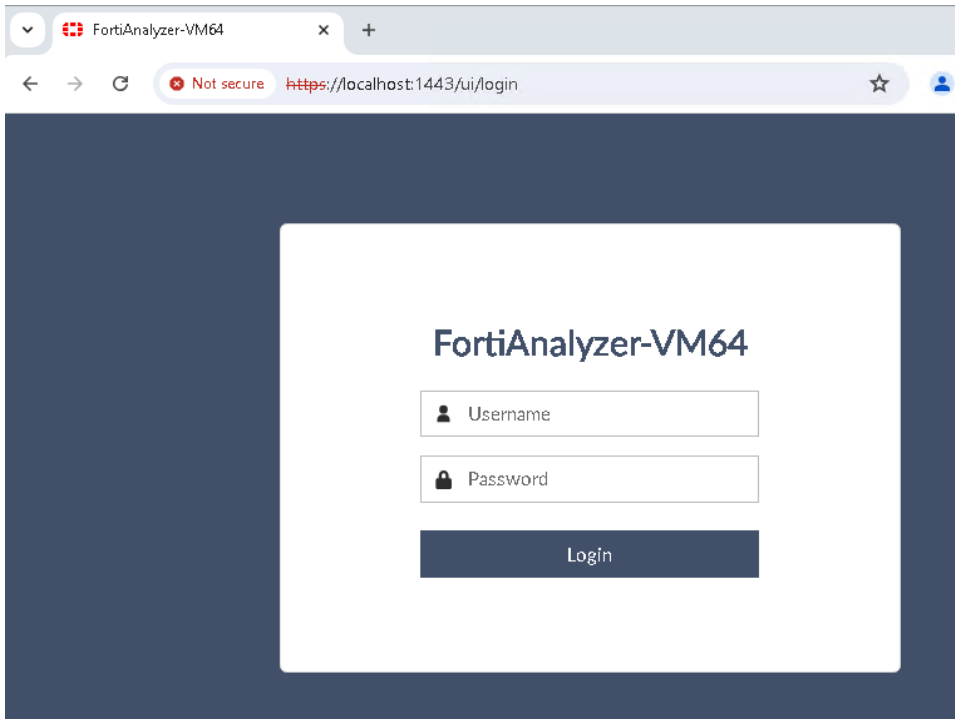 FortiAnalyzer-VM64
Not secure https://localhost:1443/ui/login
FortiAnalyzer-VM64
Username
Password
Login